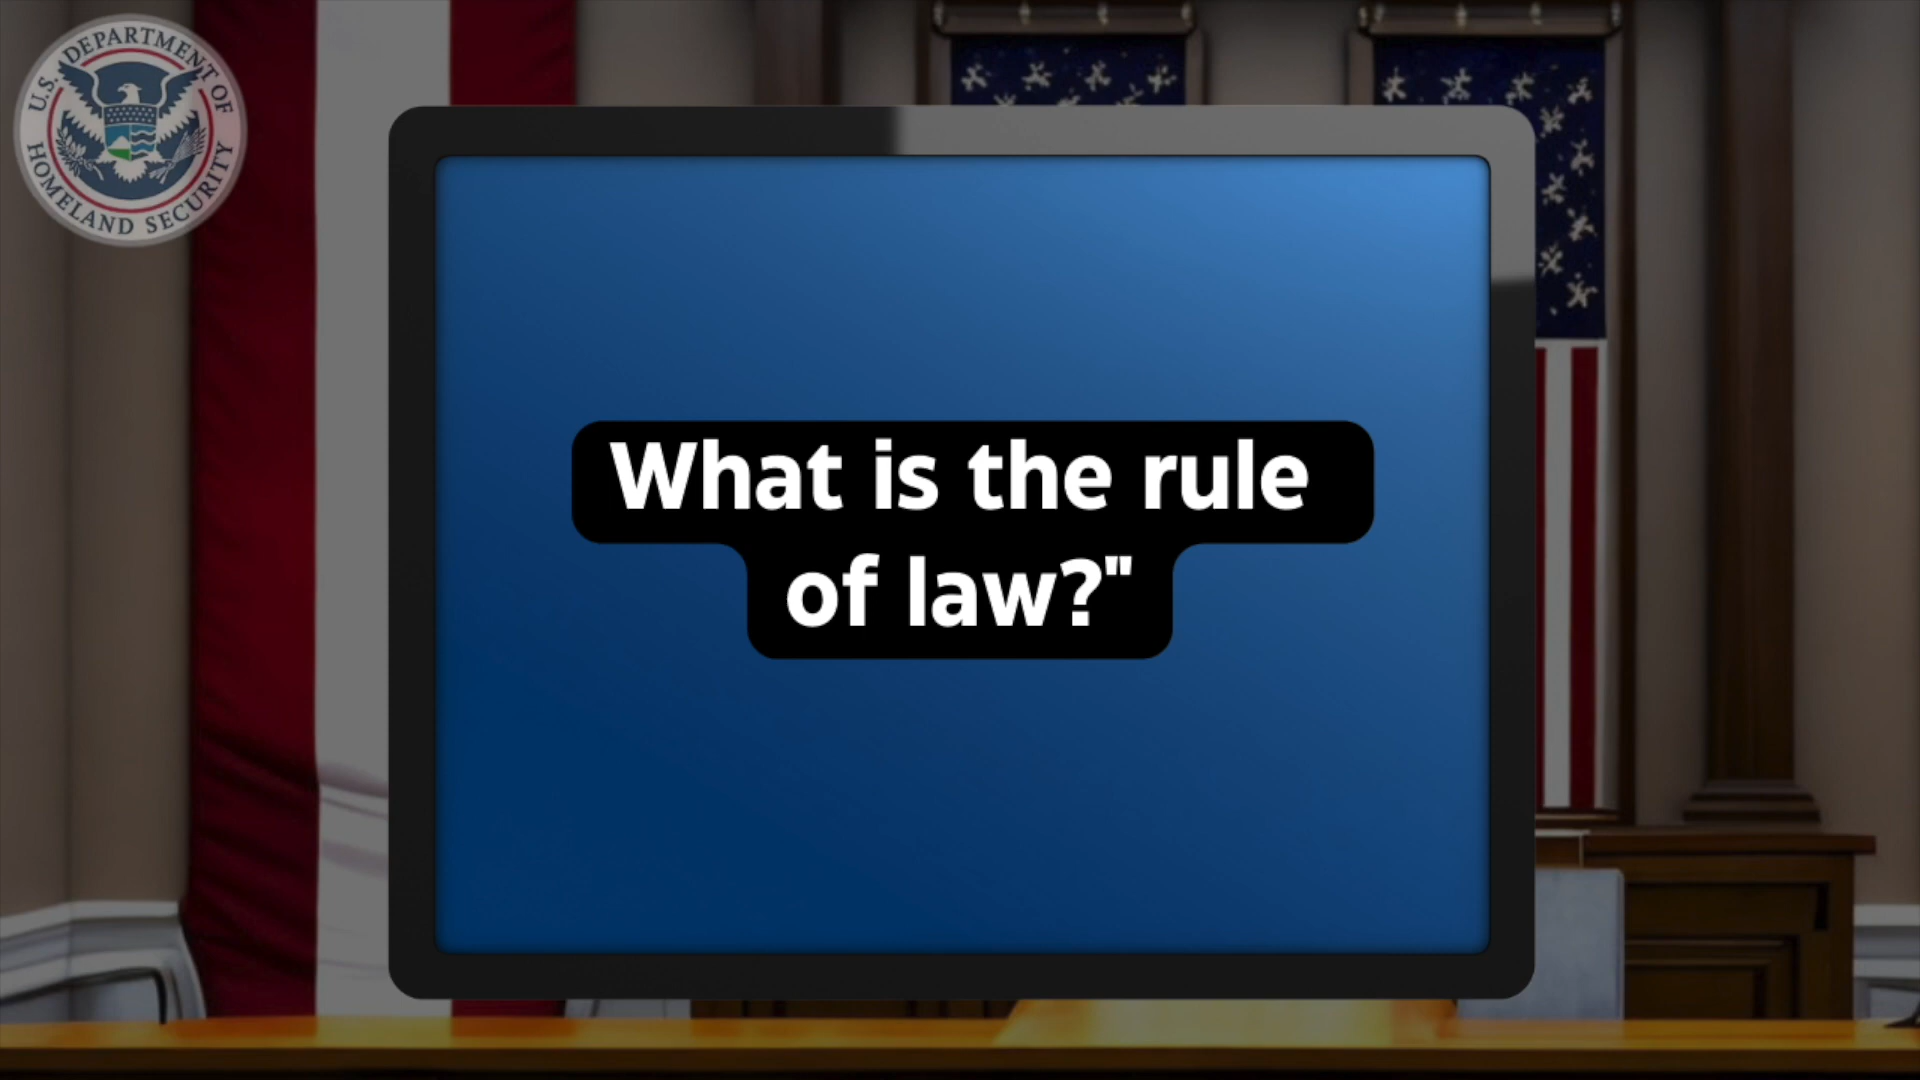 U.S. DEPARTMENT OF
HOMELAND SECURITY
What is the rule
of law?"